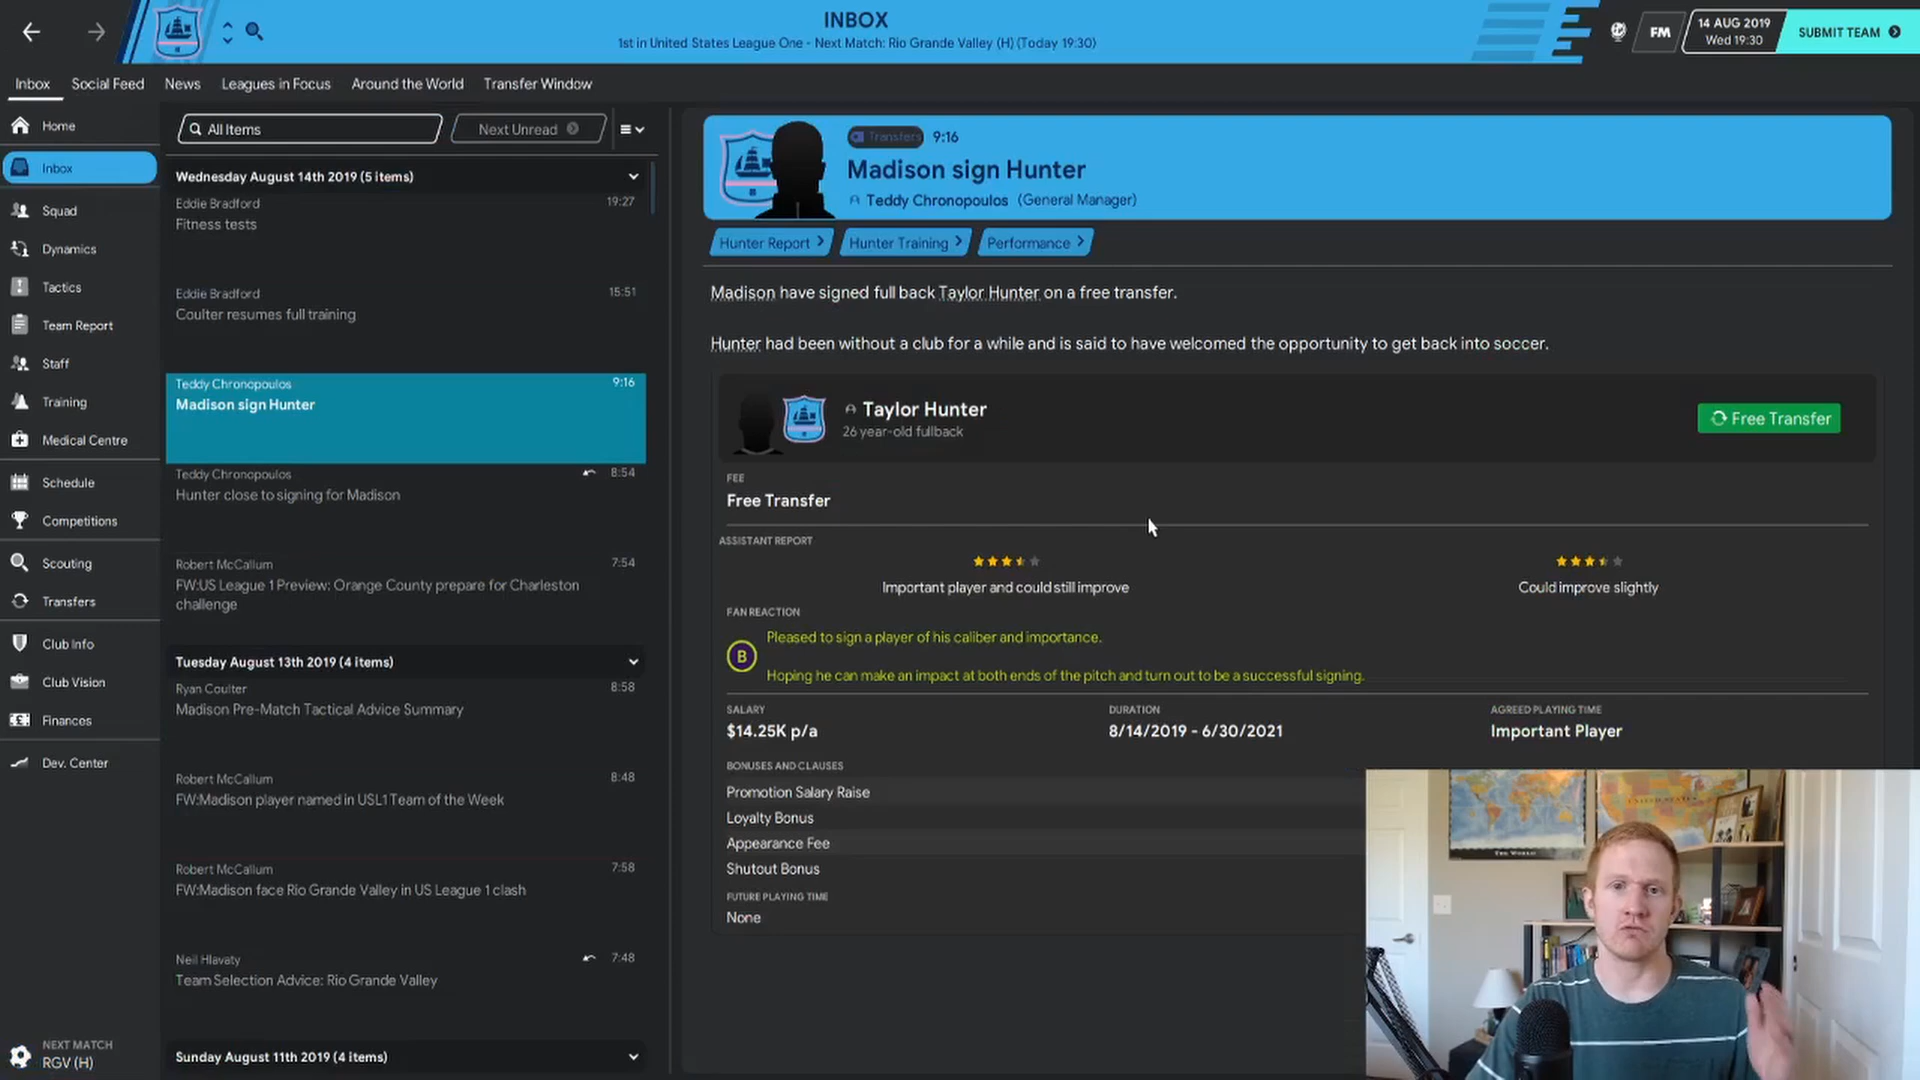 INBOX
1st in United States League One - Next Match: Rio Grande Valley (H) (Today 19:30)
FM
14 AUG 2019
Wed 19:30
SUBMIT TEAM
Inbox
Social Feed
News
Leagues in Focus
Around the World
Transfer Window
Home
Inbox
Squad
Dynamics
Tactics
Team Report
Staff
Training
Medical Centre
Schedule
Competitions
Scouting
Transfers
Club Info
Club Vision
Finances
Dev. Center
NEXT MATCH
RGV (H)
All Items
Next Unread
Wednesday August 14th 2019 (5 items)
Eddie Bradford 19:27
Fitness tests
Eddie Bradford 15:51
Coulter resumes full training
Teddy Chronopoulos 9:16
Madison sign Hunter
Teddy Chronopoulos 8:54
Hunter close to signing for Madison
Robert McCallum 7:54
FW:US League 1 Preview: Orange County prepare for Charleston
challenge
Tuesday August 13th 2019 (4 items)
Ryan Coulter 8:58
Madison Pre-Match Tactical Advice Summary
Robert McCallum 8:48
FW:Madison player named in USL1 Team of the Week
Robert McCallum 7:58
FW:Madison face Rio Grande Valley in US League 1 clash
Neil Hlavaty 7:48
Team Selection Advice: Rio Grande Valley
Sunday August 11th 2019 (4 items)
Transfers 9:16
Madison sign Hunter
Teddy Chronopoulos (General Manager)
Hunter Report
Hunter Training
Performance
Madison have signed full back Taylor Hunter on a free transfer.
Hunter had been without a club for a while and is said to have welcomed the opportunity to get back into soccer.
Taylor Hunter
26 year-old fullback
Free Transfer
FEE
Free Transfer
ASSISTANT REPORT
Important player and could still improve
Could improve slightly
FAN REACTION
B
Pleased to sign a player of his caliber and importance.
Hoping he can make an impact at both ends of the pitch and turn out to be a successful signing.
SALARY
$14.25K p/a
DURATION
8/14/2019 - 6/30/2021
AGREED PLAYING TIME
Important Player
BONUSES AND CLAUSES
Promotion Salary Raise
Loyalty Bonus
Appearance Fee
Shutout Bonus
FUTURE PLAYING TIME
None
THE WORLD
UNITED STATES